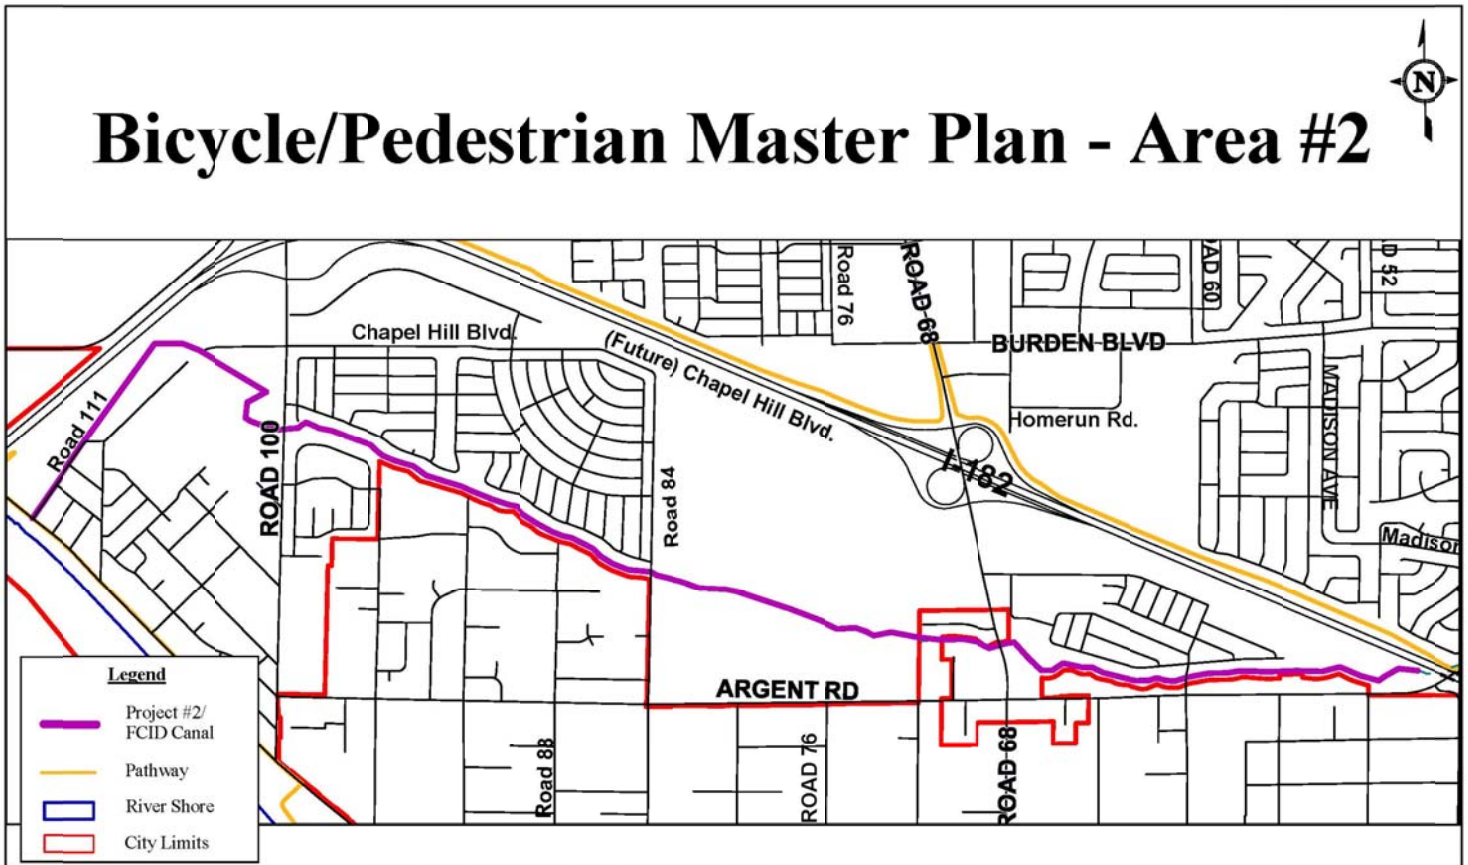 N
Bicycle/Pedestrian Master Plan - Area #2
Road 76
ROAD 68
AD 60
D 52
Chapel Hill Blvd.
(Future) Chapel Hill Blvd.
BURDEN BLVD
Homerun Rd.
MADISON AVE
Madison
Road 111
ROAD 100
Road 84
I-182
ARGENT RD
Road 88
ROAD 76
ROAD 68
Legend
Project #2/
FCID Canal
Pathway
River Shore
City Limits